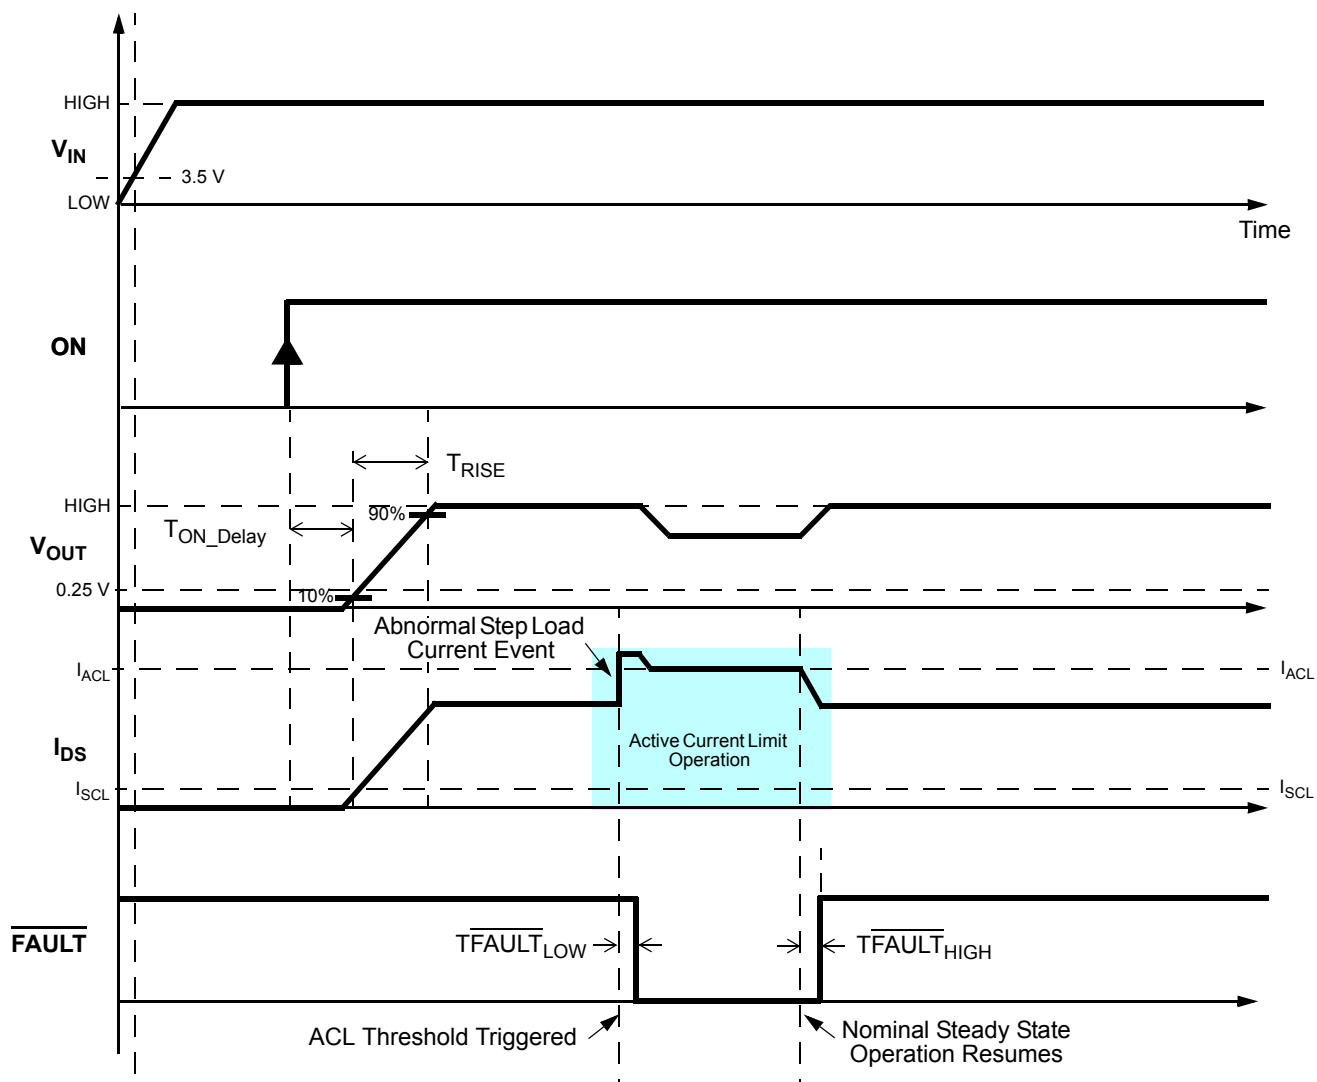 HIGH
VIN
3.5 V
LOW
Time
ON
TRISE
HIGH
90%
TON_Delay
VOUT
0.25 V
10%
Abnormal Step Load
Current Event
IACL
IACL
Active Current Limit
Operation
IDS
ISCL
ISCL
FAULT
TFAULTLOW
TFAULTHIGH
ACL Threshold Triggered
Nominal Steady State
Operation Resumes